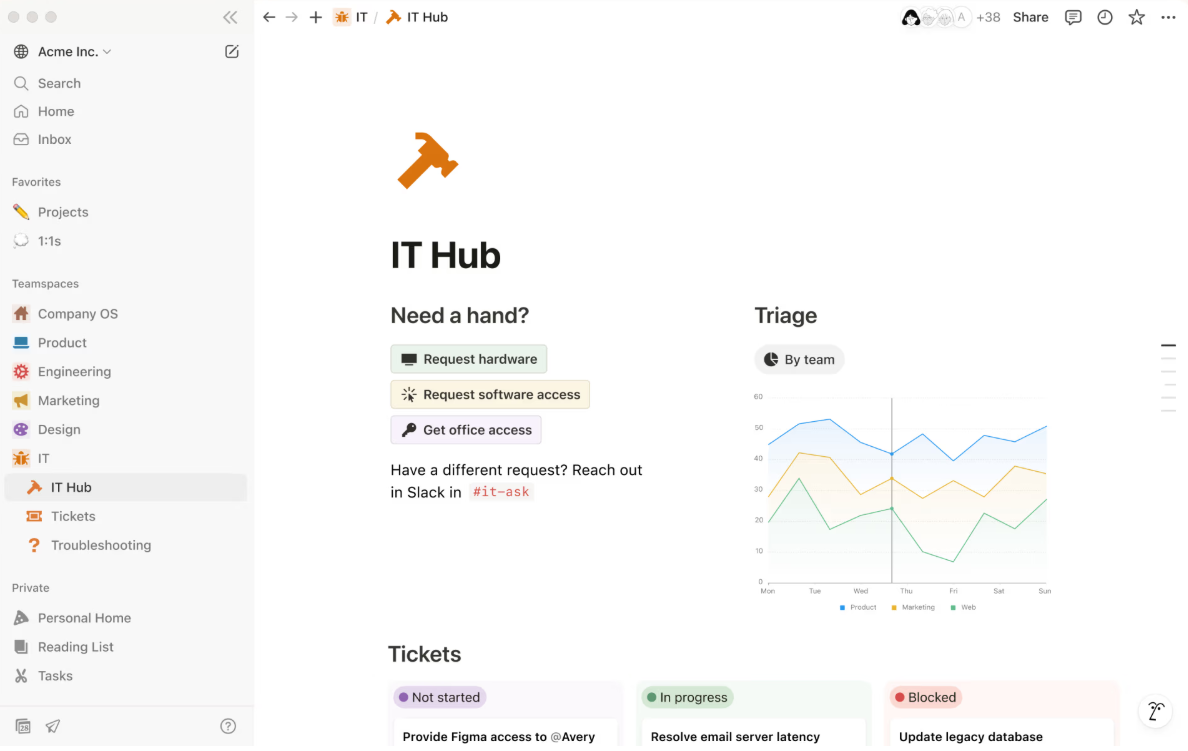 IT / IT Hub
A +38 Share
Acme Inc.
Search
Home
Inbox
Favorites
Projects
1:1s
Teamspaces
Company OS
Product
Engineering
Marketing
Design
IT
IT Hub
Tickets
Troubleshooting
Private
Personal Home
Reading List
Tasks
28
?
IT Hub
Need a hand?
Request hardware
Request software access
Get office access
Have a different request? Reach out
in Slack in #it-ask
Triage
By team
60
50
40
30
20
10
0
Mon Tue Wed Thu Fri Sat Sun
Product Marketing Web
Tickets
Not started
Provide Figma access to @Avery
In progress
Resolve email server latency
Blocked
Update legacy database